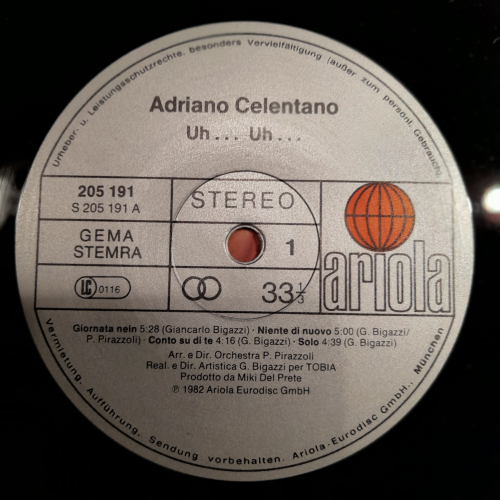 Urheber- u. Leistungsschutzrechte, besonders Vervielfältigung (außer zum persönl. Gebrauch),
Adriano Celentano
Uh... Uh...
205 191
S 205 191 A
STEREO
GEMA
STEMRA
1
LC 0116
33 1/3
ariola
Giornata nein 5:28 (Giancarlo Bigazzi) · Niente di nuovo 5:00 (G. Bigazzi/
P. Pirazzoli) · Conto su di te 4:16 (G. Bigazzi) · Solo 4:39 (G. Bigazzi)
Arr. e Dir. Orchestra P. Pirazzoli
Real. e Dir. Artistica G. Bigazzi per TOBIA
Prodotto da Miki Del Prete
℗ 1982 Ariola Eurodisc GmbH
Vermietung, Aufführung, Sendung vorbehalten. Ariola-Eurodisc GmbH., München